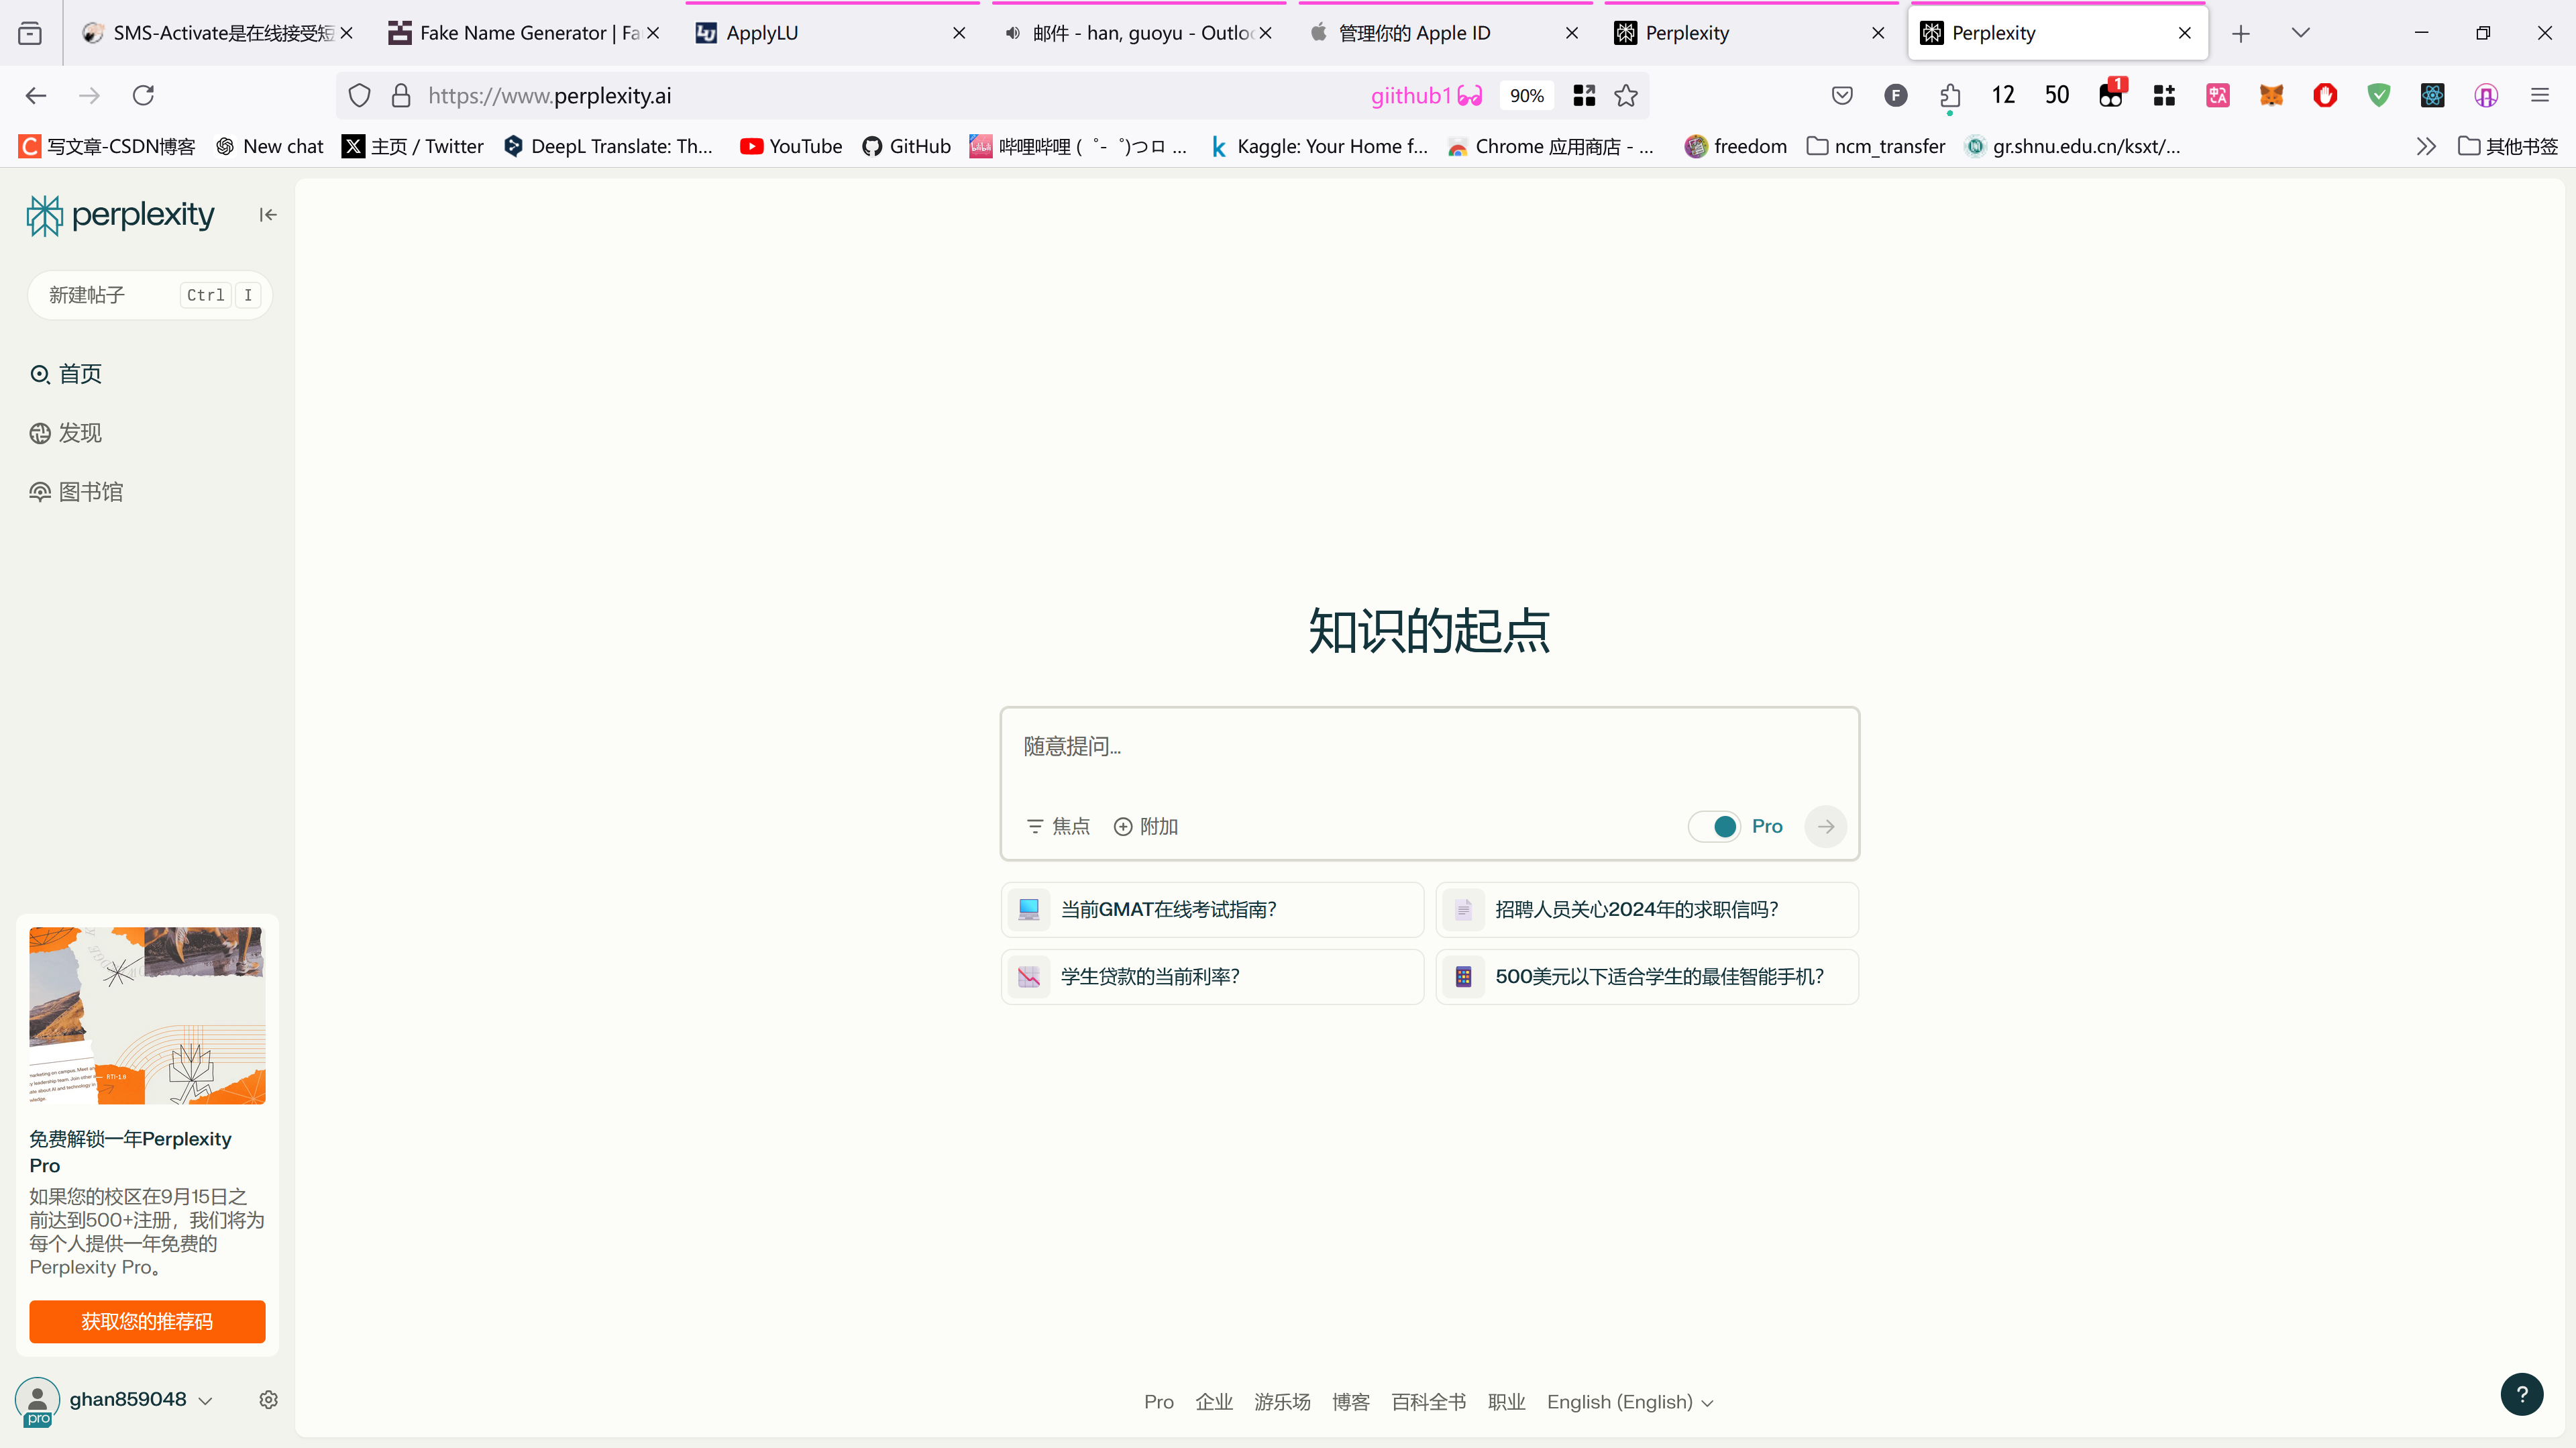 SMS-Activate是在线接受短
Fake Name Generator | Fa
ApplyLU
邮件 - han, guoyu - Outloo
管理你的 Apple ID
Perplexity
Perplexity
https://www.perplexity.ai
giithub1
90%
12
50
1
写文章-CSDN博客
New chat
主页 / Twitter
DeepL Translate: Th...
YouTube
GitHub
哔哩哔哩 ( ゜- ゜)つロ ...
Kaggle: Your Home f...
Chrome 应用商店 - ...
freedom
ncm_transfer
gr.shnu.edu.cn/ksxt/...
其他书签
perplexity
新建帖子
Ctrl I
首页
发现
图书馆
知识的起点
随意提问...
焦点
附加
Pro
当前GMAT在线考试指南？
招聘人员关心2024年的求职信吗？
学生贷款的当前利率？
500美元以下适合学生的最佳智能手机？
RTI-1.9
免费解锁一年Perplexity
Pro
如果您的校区在9月15日之
前达到500+注册，我们将为
每个人提供一年免费的
Perplexity Pro。
获取您的推荐码
ghan859048
pro
Pro
企业
游乐场
博客
百科全书
职业
English (English)
?